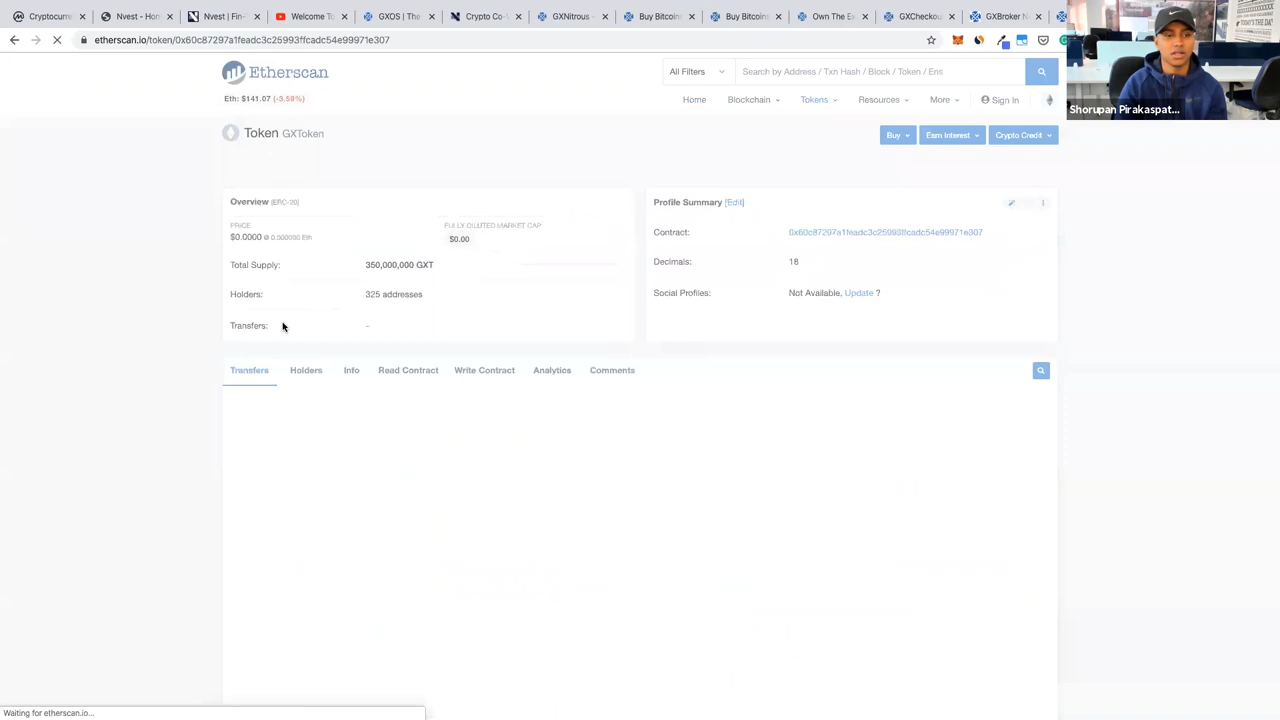 Cryptocurr
Nvest - Hom
Nvest | Fin-
Welcome To
GXOS | The
Crypto Co-
GXNitrous -
Buy Bitcoins
Buy Bitcoins
Own The Ex
GXCheckou
GXBroker N
etherscan.io/token/0x60c87297a1feadc3c25993ffcadc54e99971e307
Etherscan
All Filters
Search by Address / Txn Hash / Block / Token / Ens
Eth: $141.07 (-3.59%)
Home
Blockchain
Tokens
Resources
More
Sign In
Shorupan Pirakaspat...
Token GXToken
Buy
Earn Interest
Crypto Credit
Overview [ERC-20]
PRICE
$0.0000 @ 0.000000 Eth
FULLY DILUTED MARKET CAP
$0.00
Total Supply: 350,000,000 GXT
Holders: 325 addresses
Transfers: -
Profile Summary [Edit]
Contract: 0x60c87297a1feadc3c25993ffcadc54e99971e307
Decimals: 18
Social Profiles: Not Available, Update ?
Transfers
Holders
Info
Read Contract
Write Contract
Analytics
Comments
Waiting for etherscan.io...